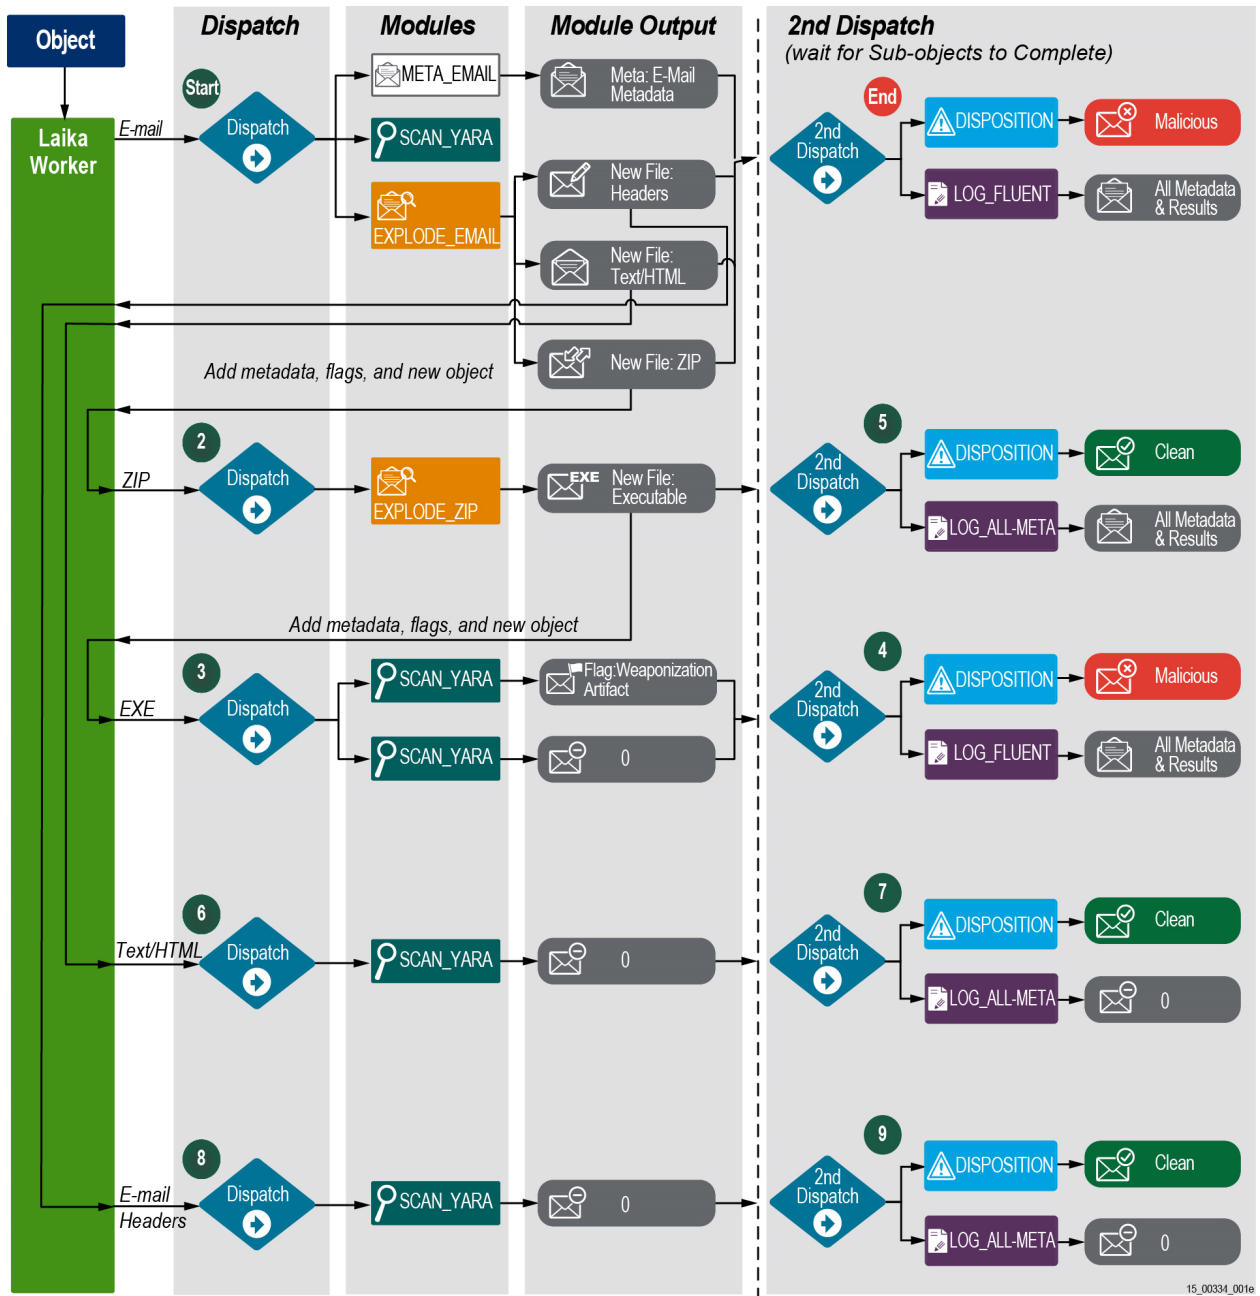 Object
Dispatch
Modules
Module Output
2nd Dispatch
(wait for Sub-objects to Complete)
Laika
Worker
E-mail
Start
Dispatch
META_EMAIL
SCAN_YARA
EXPLODE_EMAIL
Meta: E-Mail
Metadata
New File:
Headers
New File:
Text/HTML
New File: ZIP
End
2nd
Dispatch
DISPOSITION
Malicious
LOG_FLUENT
All Metadata
& Results
Add metadata, flags, and new object
ZIP
2
Dispatch
EXPLODE_ZIP
EXE
New File:
Executable
5
2nd
Dispatch
DISPOSITION
Clean
LOG_ALL-META
All Metadata
& Results
Add metadata, flags, and new object
EXE
3
Dispatch
SCAN_YARA
Flag:Weaponization
Artifact
SCAN_YARA
0
4
2nd
Dispatch
DISPOSITION
Malicious
LOG_FLUENT
All Metadata
& Results
Text/HTML
6
Dispatch
SCAN_YARA
0
7
2nd
Dispatch
DISPOSITION
Clean
LOG_ALL-META
0
E-mail
Headers
8
Dispatch
SCAN_YARA
0
9
2nd
Dispatch
DISPOSITION
Clean
LOG_ALL-META
0
15_00334_001e